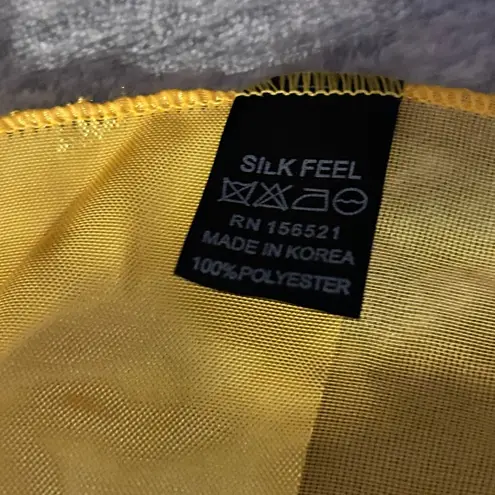 SILK FEEL
RN 156521
MADE IN KOREA
100%POLYESTER